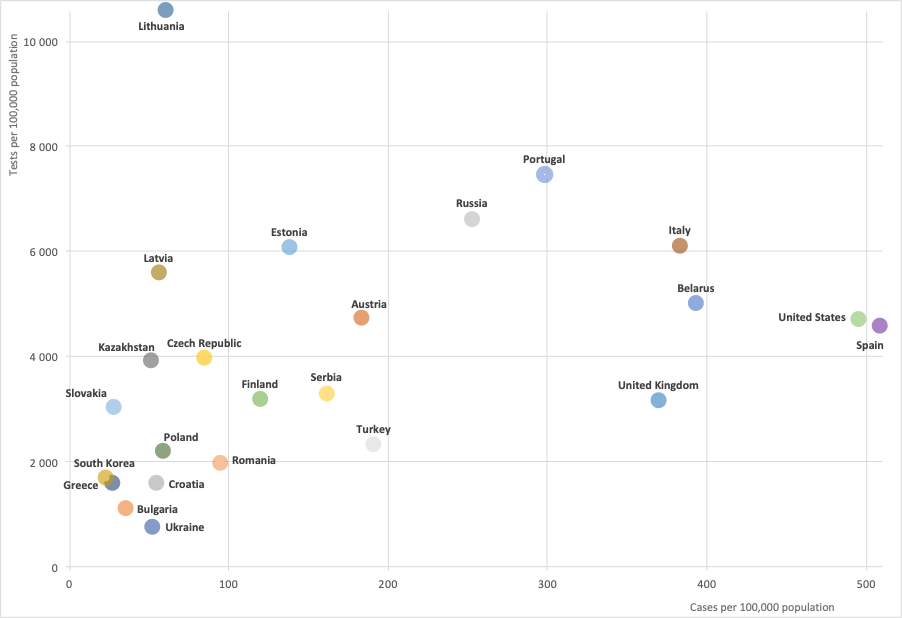 Lithuania
10 000
Tests per 100,000 population
8 000
Portugal
Russia
Estonia
Italy
6 000
Latvia
Belarus
Austria
United States
Spain
Kazakhstan
Czech Republic
4 000
Finland
Serbia
United Kingdom
Slovakia
Turkey
Poland
2 000
South Korea
Romania
Greece
Croatia
Bulgaria
Ukraine
0
0
100
200
300
400
500
Cases per 100,000 population